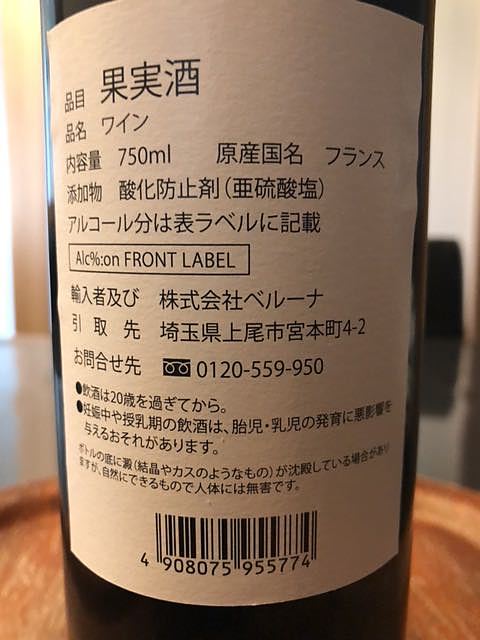 品目 果実酒
品名 ワイン
内容量 750ml 原産国名 フランス
添加物 酸化防止剤(亜硫酸塩)
アルコール分は表ラベルに記載
Alc%:on FRONT LABEL
輸入者及び 株式会社ベルーナ
引取先 埼玉県上尾市宮本町4-2
お問合せ先 0120-559-950
●飲酒は20歳を過ぎてから。
●妊娠中や授乳期の飲酒は、胎児・乳児の発育に悪影響を
与えるおそれがあります。
ボトルの底に澱(結晶やカスのようなもの)が沈殿している場合があり
ますが、自然にできるもので人体には無害です。
4 908075 955774